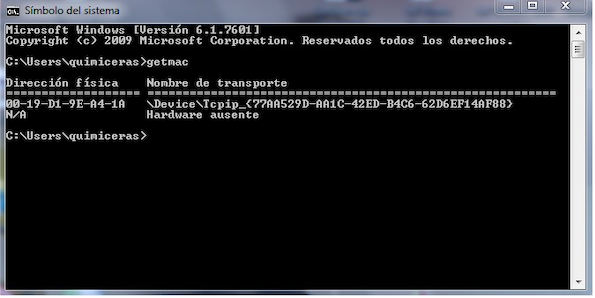 Símbolo del sistema
Microsoft Windows [Versión 6.1.7601]
Copyright (c) 2009 Microsoft Corporation. Reservados todos los derechos.
C:\Users\quimiceras>getmac
Dirección física    Nombre de transporte
=================== ==========================================================
00-19-D1-9E-A4-1A   \Device\Tcpip_{77AA529D-AA1C-42ED-B4C6-62D6EF14AF88}
N/A                 Hardware ausente
C:\Users\quimiceras>